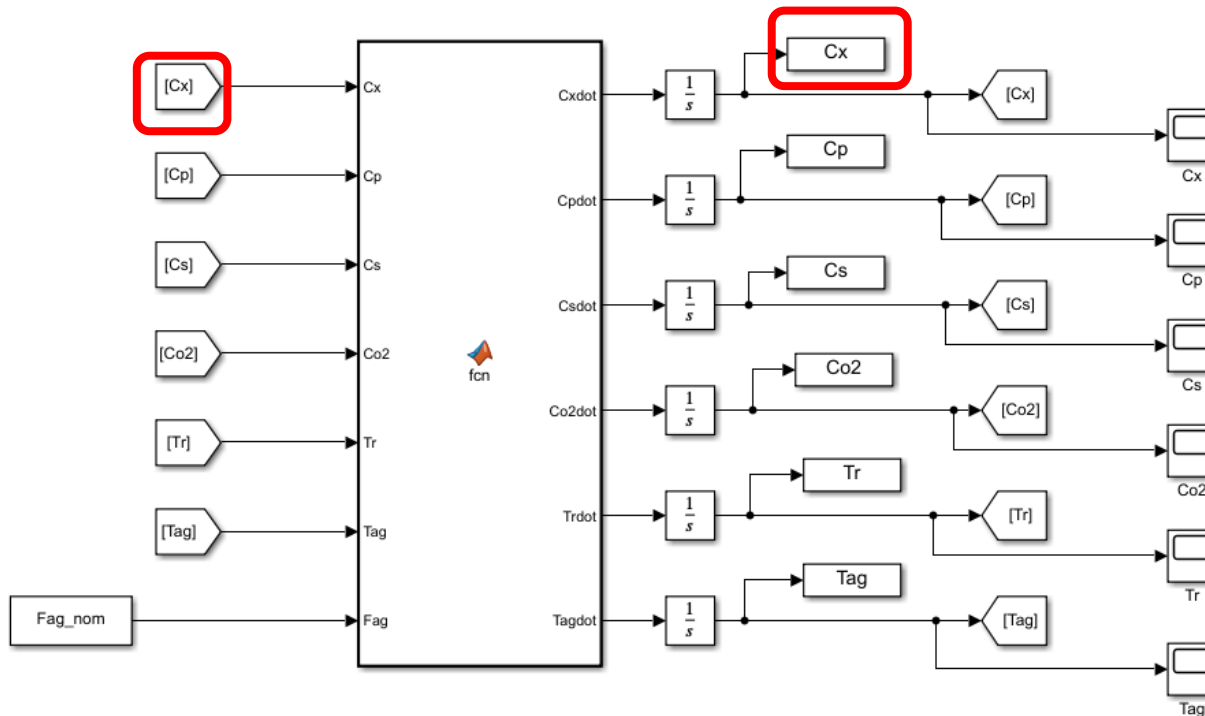 Cx
[Cx]
Cx
Cxdot
1
s
[Cx]
Cx
Cp
[Cp]
Cp
Cpdot
1
s
[Cp]
Cp
Cs
[Cs]
Cs
Csdot
1
s
[Cs]
Cs
Co2
[Co2]
Co2
fcn
Co2dot
1
s
[Co2]
Co2
Tr
[Tr]
Tr
Trdot
1
s
[Tr]
Tr
Tag
[Tag]
Tag
Fag_nom
Fag
Tagdot
1
s
[Tag]
Tag